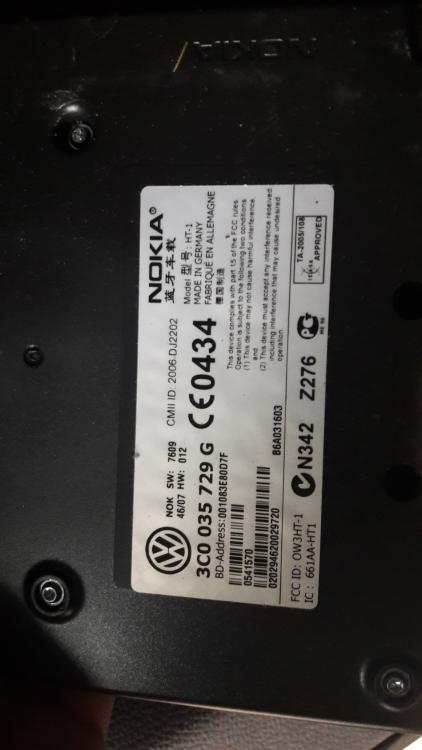 NOKIA
NOKIA®
蓝牙车载
Model 型号: HT-1
MADE IN GERMANY
FABRIQUÉ EN ALLEMAGNE
德国制造
CMII ID: 2006 DJ2202
NOK SW: 7609
46/07 HW: 012
3C0 035 729 G
CE0434
BD-Address:001083E80D7F
This device complies with part 15 of the FCC rules
Operation is subject to the following two conditions
(1) This device may not cause harmful interference.
and
(2) This device must accept any interference received
including interference that may cause undesired
operation
0541570
B6A031603
020294620029720
N342
Z276
TA-2005/108
APPROVED
FCC ID: OW3HT-1
IC : 661AA-HT1